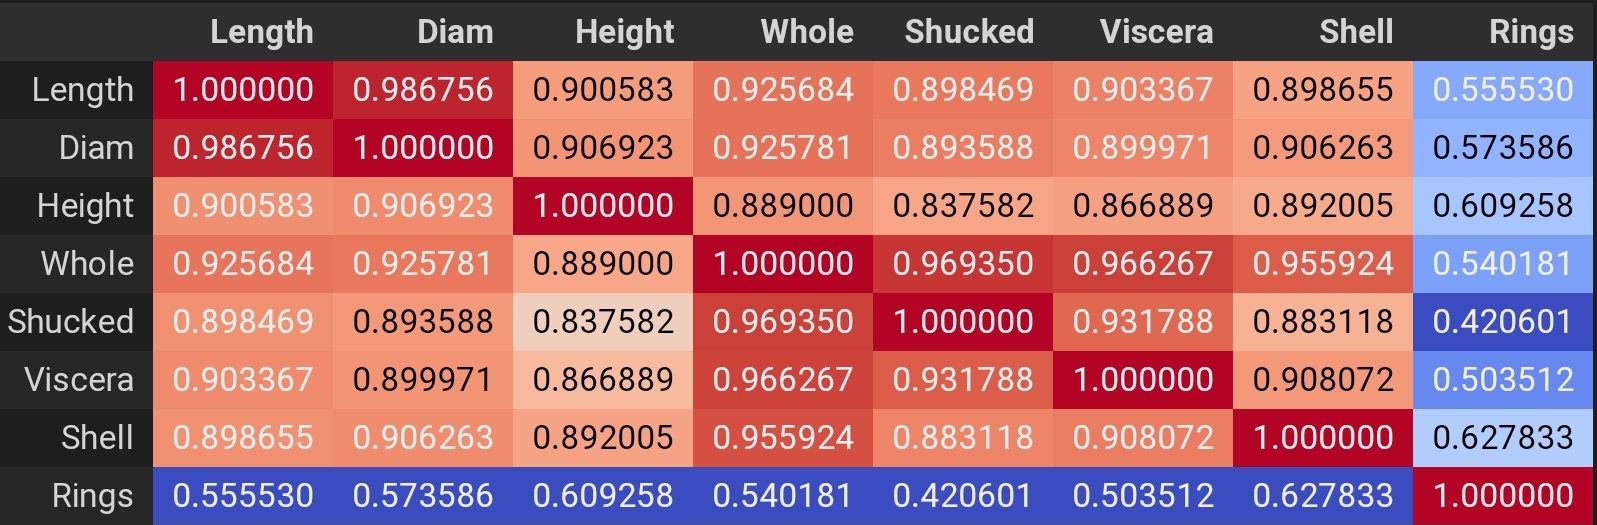 Length Diam Height Whole Shucked Viscera Shell Rings
Length 1.000000 0.986756 0.900583 0.925684 0.898469 0.903367 0.898655 0.555530
Diam 0.986756 1.000000 0.906923 0.925781 0.893588 0.899971 0.906263 0.573586
Height 0.900583 0.906923 1.000000 0.889000 0.837582 0.866889 0.892005 0.609258
Whole 0.925684 0.925781 0.889000 1.000000 0.969350 0.966267 0.955924 0.540181
Shucked 0.898469 0.893588 0.837582 0.969350 1.000000 0.931788 0.883118 0.420601
Viscera 0.903367 0.899971 0.866889 0.966267 0.931788 1.000000 0.908072 0.503512
Shell 0.898655 0.906263 0.892005 0.955924 0.883118 0.908072 1.000000 0.627833
Rings 0.555530 0.573586 0.609258 0.540181 0.420601 0.503512 0.627833 1.000000